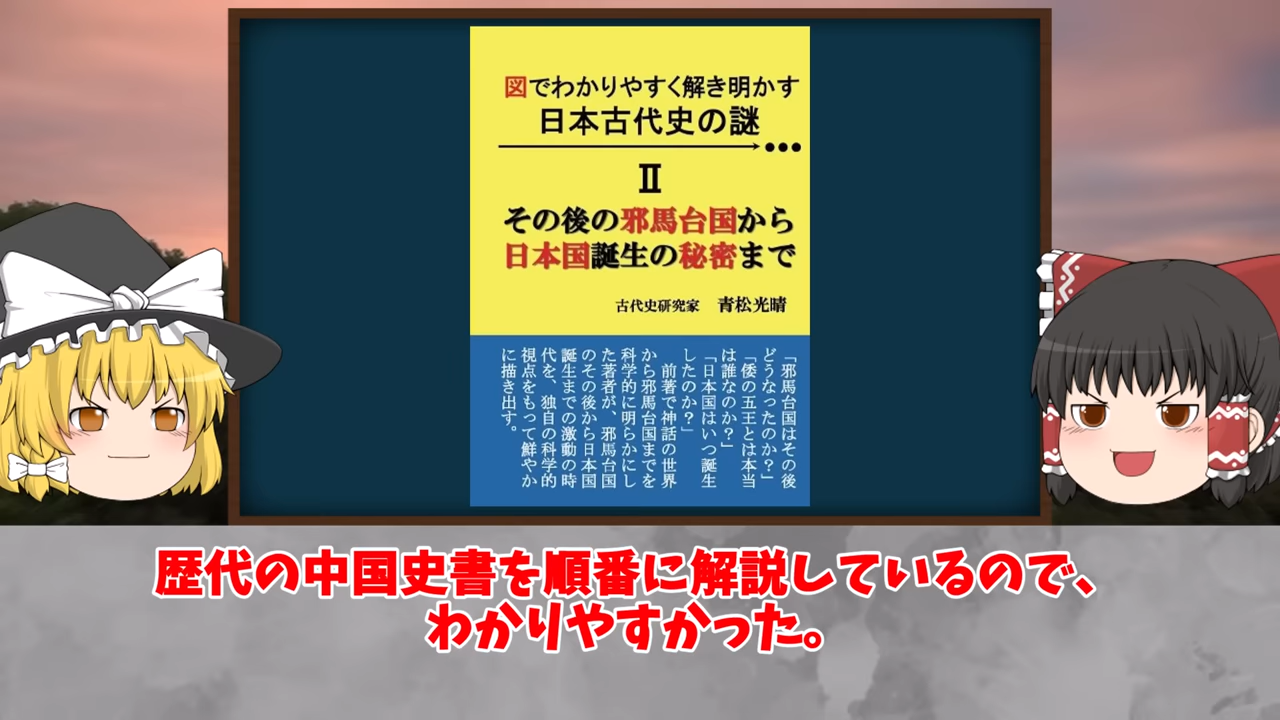 図でわかりやすく解き明かす
日本古代史の謎
Ⅱ
その後の邪馬台国から
日本国誕生の秘密まで
古代史研究家 青松光晴
「邪馬台国はその後
どうなったのか？」
「倭の五王とは本当
は誰なのか？」
「日本国はいつ誕生
したのか？」
前著で神話の世界
から邪馬台国までを
科学的に明らかにし
た著者が、邪馬台国
のその後から日本国
誕生までの激動の時
代を、独自の科学的
視点をもって鮮やか
に描き出す。
歴代の中国史書を順番に解説しているので、
わかりやすかった。